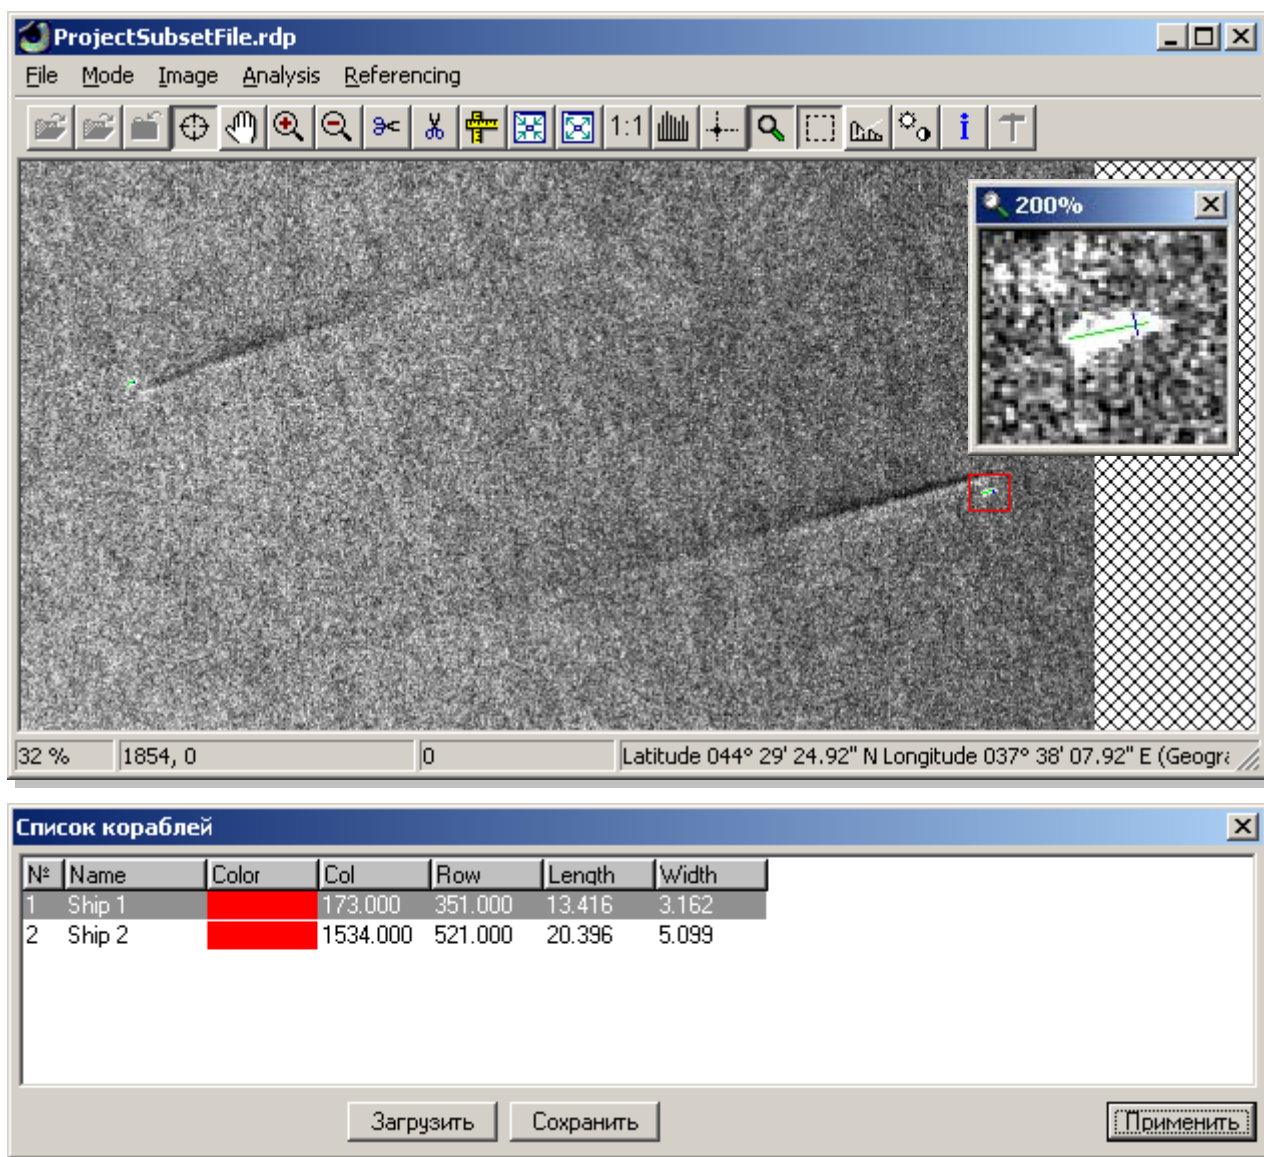 ProjectSubsetFile.rdp
File Mode Image Analysis Referencing
1:1
200%
32 % 1854, 0 0 Latitude 044° 29' 24.92" N Longitude 037° 38' 07.92" E (Geogr
Список кораблей
№ Name Color Col Row Length Width
1 Ship 1 173.000 351.000 13.416 3.162
2 Ship 2 1534.000 521.000 20.396 5.099
Загрузить Сохранить Применить